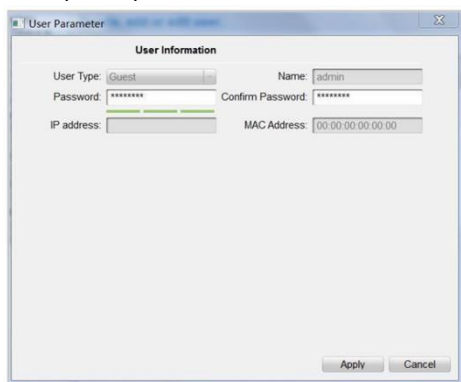 User Parameter
User Information
User Type: Guest Name: admin
Password: ******** Confirm Password: ********
IP address: MAC Address: 00:00:00:00:00:00
Apply Cancel